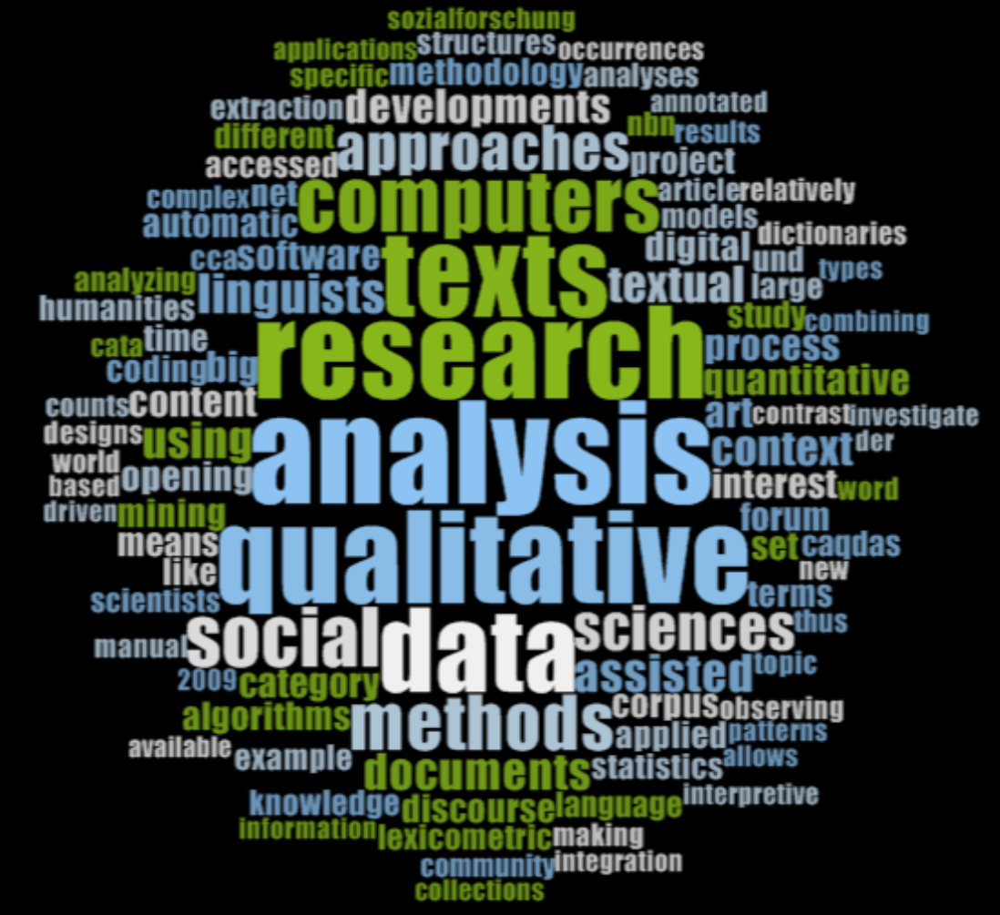 sozialforschung
applications structures occurrences
specific methodology analyses
extraction developments annotated
different approaches nbn results
accessed project
complex net computers article relatively
automatic models
cca software texts digital und dictionaries
analyzing linguists textual large types
humanities
cata time research study combining
coding big process
quantitative
counts content analysis art contrast investigate
designs using context der
world opening interest word
based
driven mining qualitative forum
means set caqdas
like new
scientists terms
manual social data sciences thus
2009 category assisted topic
algorithms methods corpus observing
available example applied patterns
documents statistics allows
knowledge discourse language interpretive
information lexicometric making
community integration
collections